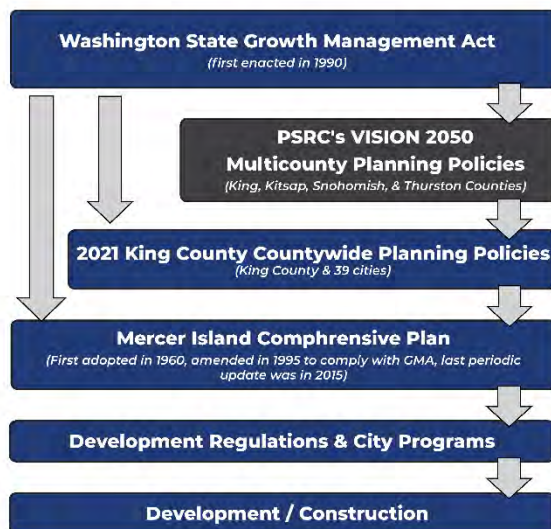 Washington State Growth Management Act
(first enacted in 1990)
PSRC's VISION 2050
Multicounty Planning Policies
(King, Kitsap, Snohomish, & Thurston Counties)
2021 King County Countywide Planning Policies
(King County & 39 cities)
Mercer Island Comphrensive Plan
(First adopted in 1960, amended in 1995 to comply with GMA, last periodic
update was in 2015)
Development Regulations & City Programs
Development / Construction